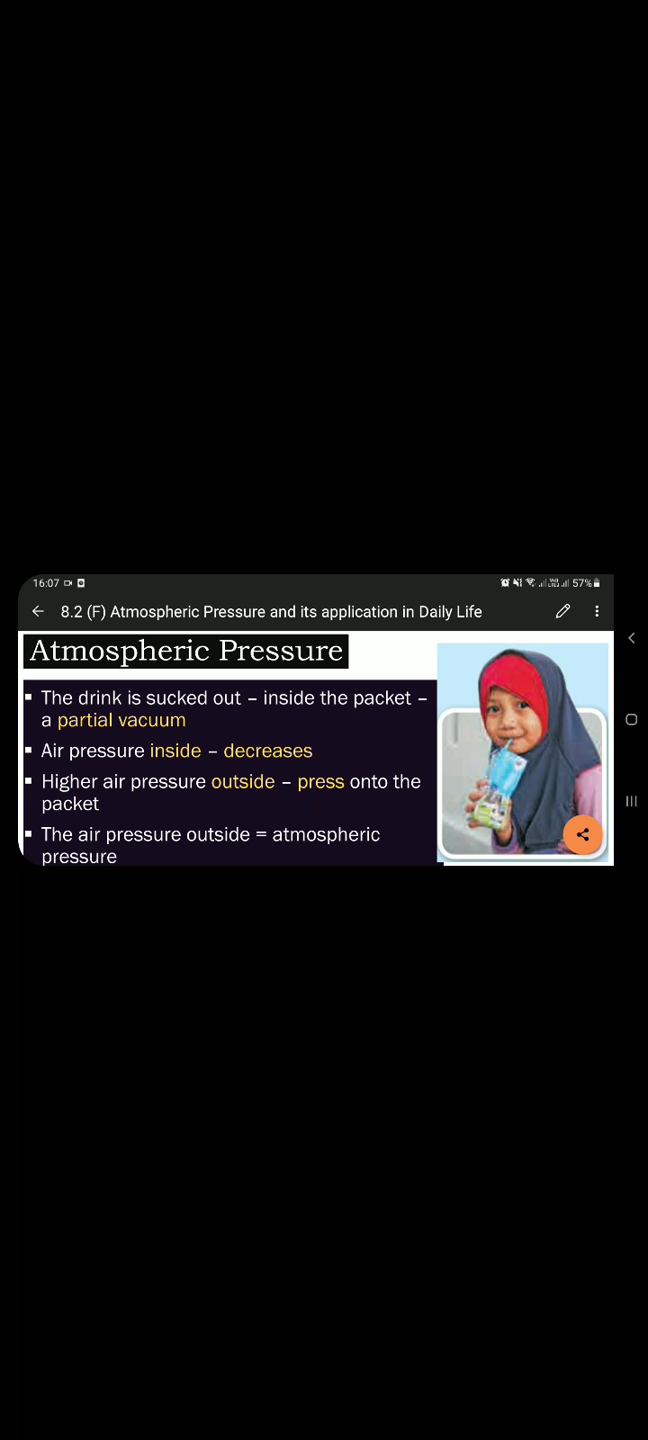 16:07
57%
8.2 (F) Atmospheric Pressure and its application in Daily Life
Atmospheric Pressure
▪ The drink is sucked out – inside the packet –
a partial vacuum
▪ Air pressure inside – decreases
▪ Higher air pressure outside – press onto the
packet
▪ The air pressure outside = atmospheric
pressure